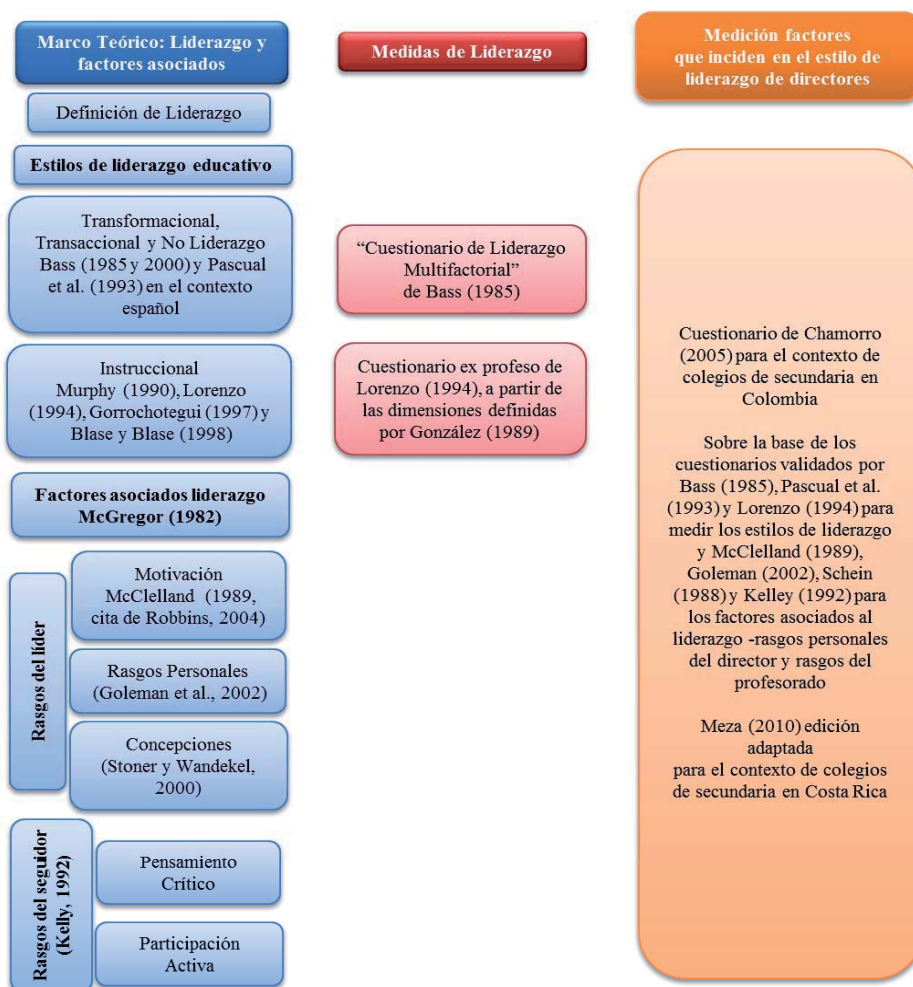 Marco Teórico: Liderazgo y
factores asociados
Definición de Liderazgo
Estilos de liderazgo educativo
Transformacional,
Transaccional y No Liderazgo
Bass (1985 y 2000) y Pascual
et al. (1993) en el contexto
español
Instruccional
Murphy (1990), Lorenzo
(1994), Gorrochotegui (1997) y
Blase y Blase (1998)
Factores asociados liderazgo
McGregor (1982)
Rasgos del líder
Motivación
McClelland (1989,
cita de Robbins, 2004)
Rasgos Personales
(Goleman et al., 2002)
Concepciones
(Stoner y Wandekel,
2000)
Rasgos del seguidor
(Kelly, 1992)
Pensamiento
Crítico
Participación
Activa
Medidas de Liderazgo
“Cuestionario de Liderazgo
Multifactorial”
de Bass (1985)
Cuestionario ex profeso de
Lorenzo (1994), a partir de
las dimensiones definidas
por González (1989)
Medición factores
que inciden en el estilo de
liderazgo de directores
Cuestionario de Chamorro
(2005) para el contexto de
colegios de secundaria en
Colombia
Sobre la base de los
cuestionarios validados por
Bass (1985), Pascual et al.
(1993) y Lorenzo (1994) para
medir los estilos de liderazgo
y McClelland (1989),
Goleman (2002), Schein
(1988) y Kelley (1992) para
los factores asociados al
liderazgo -rasgos personales
del director y rasgos del
profesorado
Meza (2010) edición
adaptada
para el contexto de colegios
de secundaria en Costa Rica